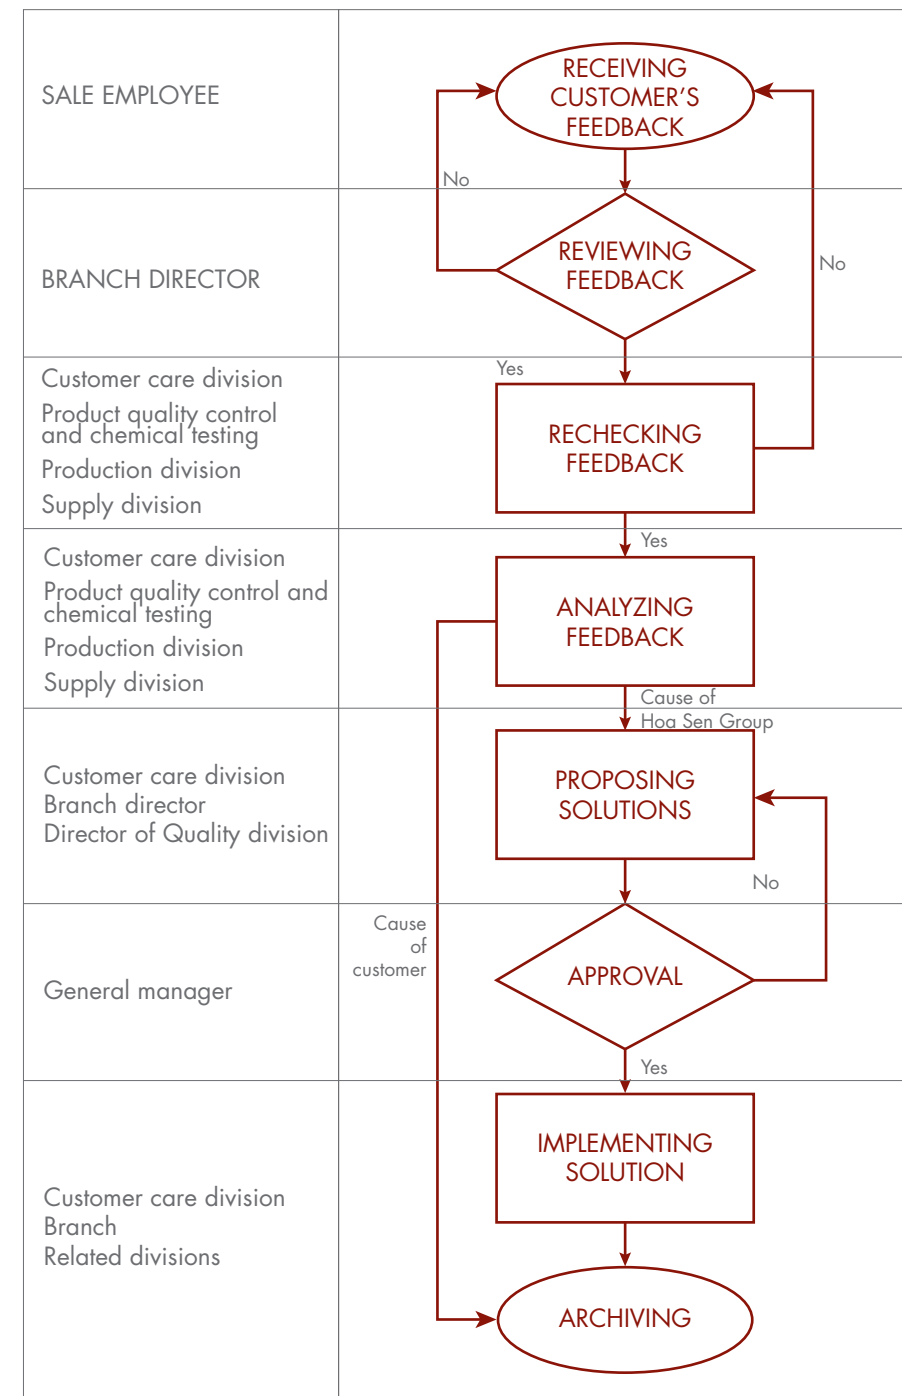 SALE EMPLOYEE
RECEIVING
CUSTOMER'S
FEEDBACK
No
BRANCH DIRECTOR
REVIEWING
FEEDBACK
No
Customer care division
Product quality control
and chemical testing
Production division
Supply division
Yes
RECHECKING
FEEDBACK
Yes
Customer care division
Product quality control and
chemical testing
Production division
Supply division
ANALYZING
FEEDBACK
Cause of
Hoa Sen Group
Customer care division
Branch director
Director of Quality division
PROPOSING
SOLUTIONS
No
Cause
of
customer
General manager
APPROVAL
Yes
IMPLEMENTING
SOLUTION
Customer care division
Branch
Related divisions
ARCHIVING